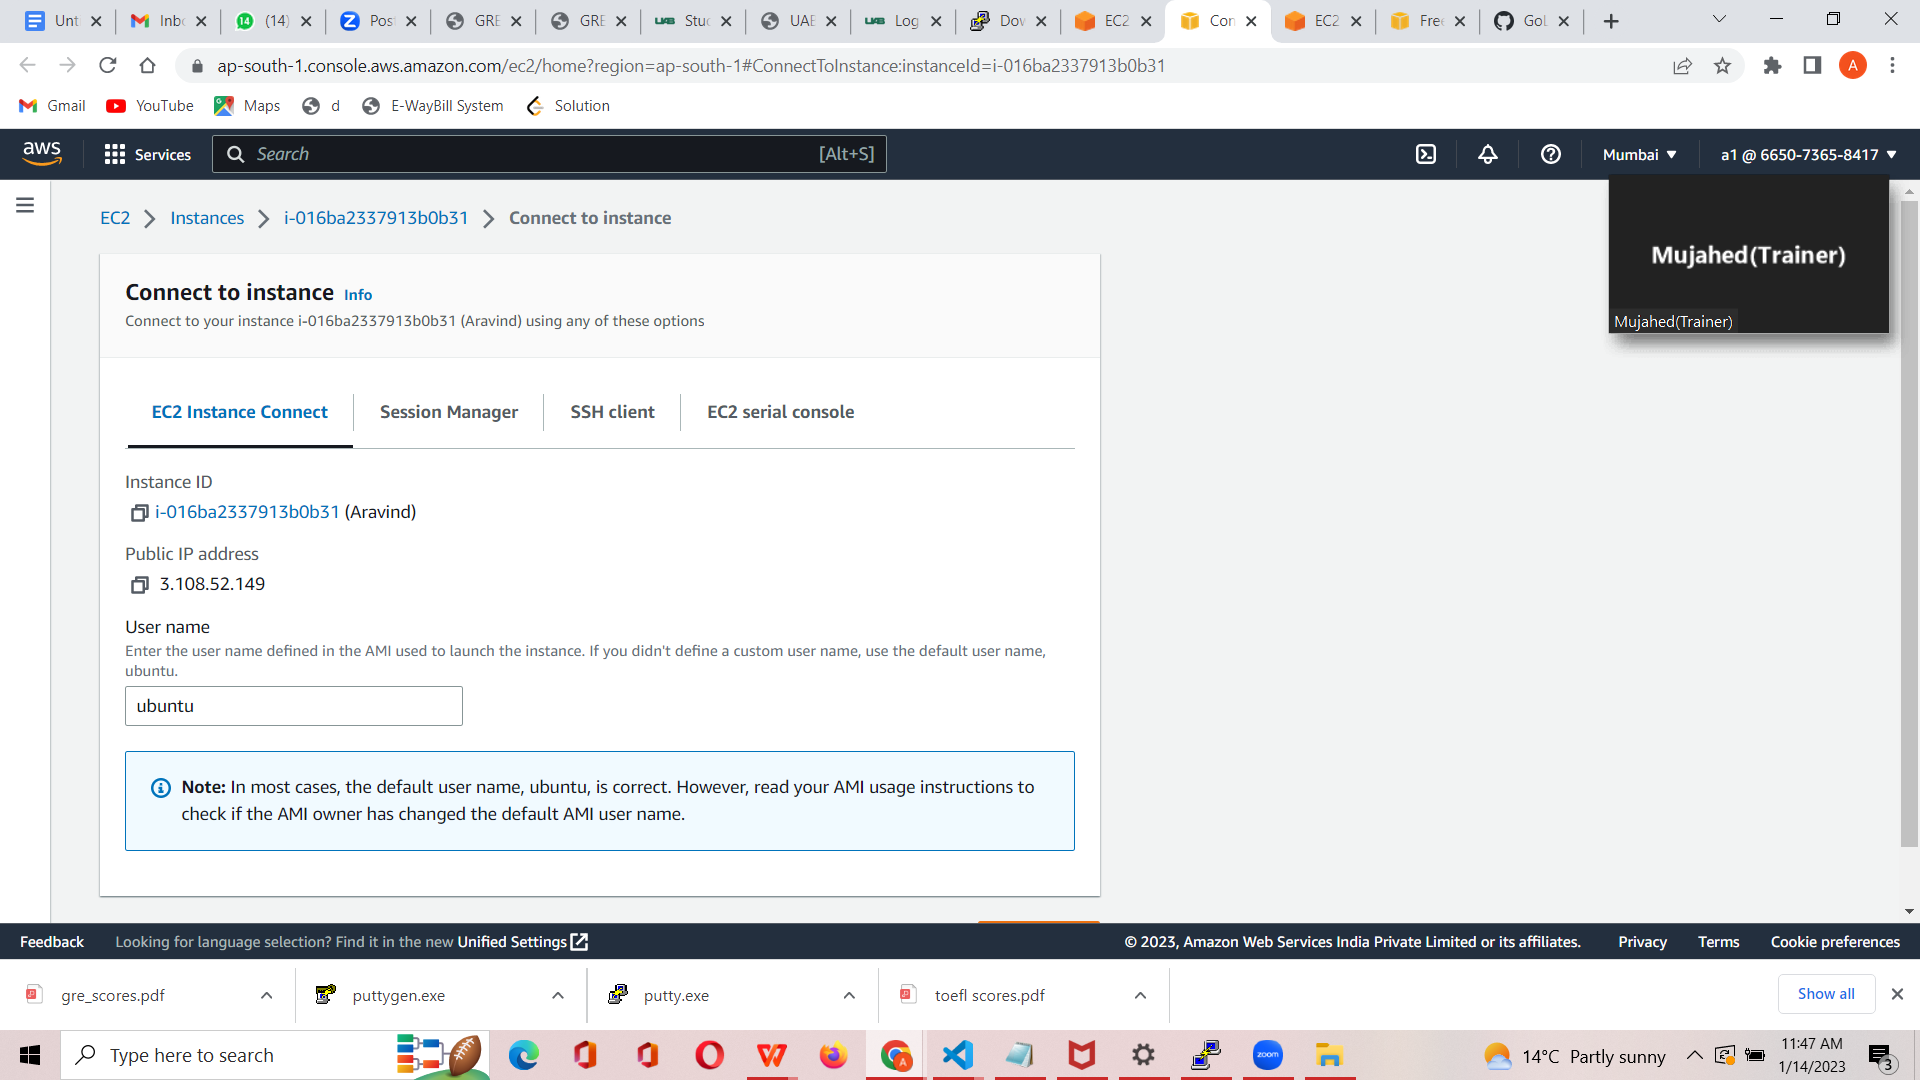 Unt
Inbo
(14)
Post
GRE
GRE
Stud
UAB
Log
Dow
EC2
Con
EC2
Free
GoL
ap-south-1.console.aws.amazon.com/ec2/home?region=ap-south-1#ConnectToInstance:instanceId=i-016ba2337913b0b31
A
Gmail
YouTube
Maps
d
E-WayBill System
Solution
aws
Services
Search
[Alt+S]
Mumbai
a1 @ 6650-7365-8417
EC2
Instances
i-016ba2337913b0b31
Connect to instance
Mujahed(Trainer)
Mujahed(Trainer)
Connect to instance Info
Connect to your instance i-016ba2337913b0b31 (Aravind) using any of these options
EC2 Instance Connect
Session Manager
SSH client
EC2 serial console
Instance ID
i-016ba2337913b0b31 (Aravind)
Public IP address
3.108.52.149
User name
Enter the user name defined in the AMI used to launch the instance. If you didn't define a custom user name, use the default user name,
ubuntu.
ubuntu
Note: In most cases, the default user name, ubuntu, is correct. However, read your AMI usage instructions to
check if the AMI owner has changed the default AMI user name.
Feedback
Looking for language selection? Find it in the new Unified Settings
© 2023, Amazon Web Services India Private Limited or its affiliates.
Privacy
Terms
Cookie preferences
gre_scores.pdf
puttygen.exe
putty.exe
toefl scores.pdf
Show all
Type here to search
zoom
14°C Partly sunny
11:47 AM
1/14/2023
3